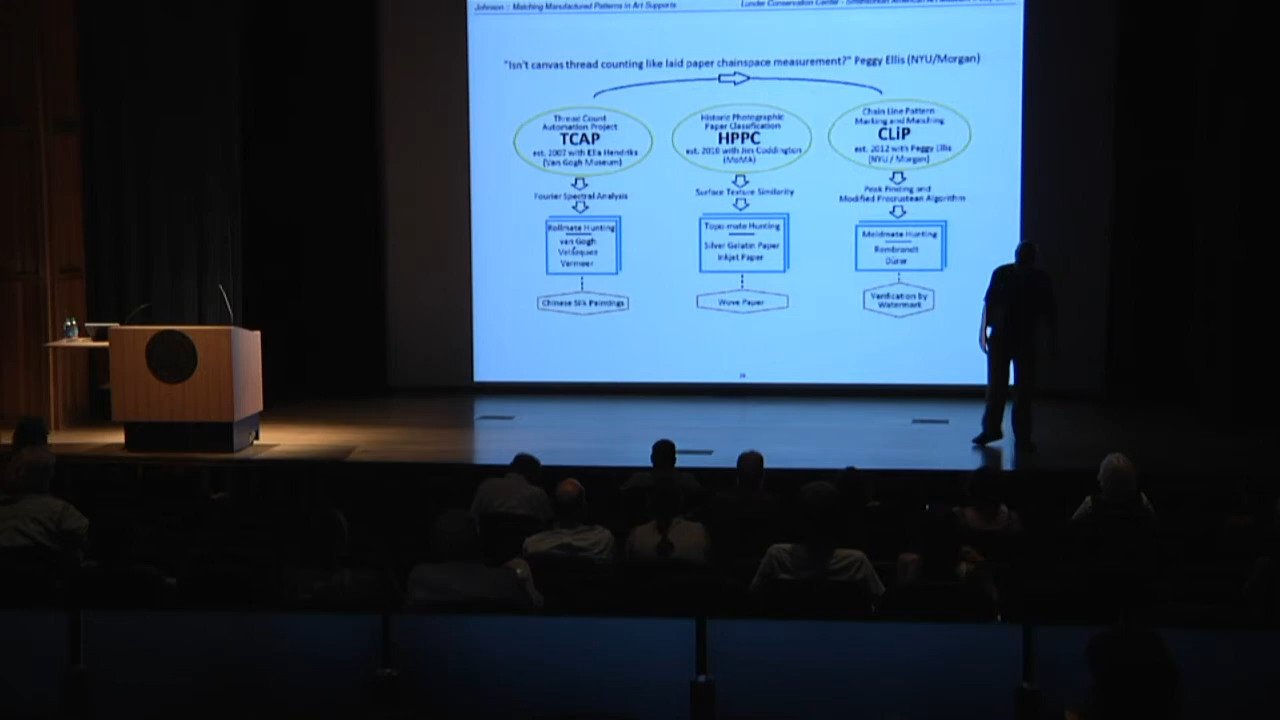 Johnson :: Matching Manufactured Patterns in Art Supports
Lunder Conservation Center - Smithsonian American Art Museum
"Isn't canvas thread counting like laid paper chainspace measurement?" Peggy Ellis (NYU/Morgan)
Thread Count
Automation Project
TCAP
est. 2007 with Ella Hendriks
(Van Gogh Museum)
Fourier Spectral Analysis
Rollmate Hunting
van Gogh
Velázquez
Vermeer
Chinese Silk Paintings
Historic Photographic
Paper Classification
HPPC
est. 2010 with Jim Coddington
(MoMA)
Surface Texture Similarity
Topo-mate Hunting
Silver Gelatin Paper
Inkjet Paper
Wove Paper
Chain Line Pattern
Marking and Matching
CLiP
est. 2012 with Peggy Ellis
(NYU / Morgan)
Peak Finding and
Modified Procrustean Algorithm
Moldmate Hunting
Rembrandt
Dürer
Verification by
Watermark